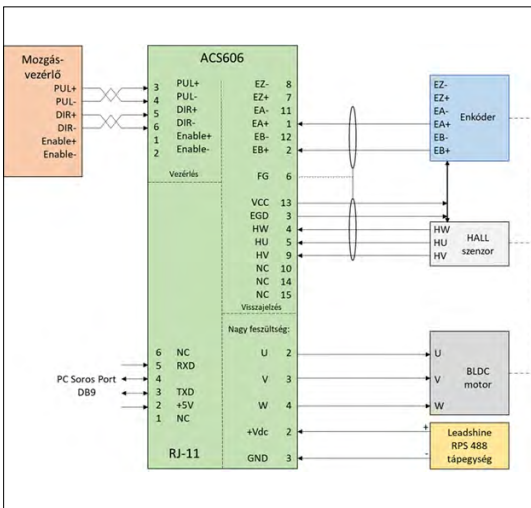 ACS606
Mozgás-
vezérlő
PUL+
PUL-
DIR+
DIR-
Enable+
Enable-
3 PUL+
4 PUL-
5 DIR+
6 DIR-
1 Enable+
2 Enable-
Vezérlés
EZ- 8
EZ+ 7
EA- 11
EA+ 1
EB- 12
EB+ 2
FG 6
VCC 13
EGD 3
HW 4
HU 5
HV 9
NC 10
NC 14
NC 15
Visszajelzés
EZ-
EZ+
EA-
EA+
EB-
EB+
Enkóder
HW
HU
HV
HALL
szenzor
Nagy feszültség:
U 2
V 3
W 4
+Vdc 2
GND 3
U
V
W
BLDC
motor
+
-
Leadshine
RPS 488
tápegység
PC Soros Port
DB9
6 NC
5 RXD
4
3 TXD
2 +5V
1 NC
RJ-11